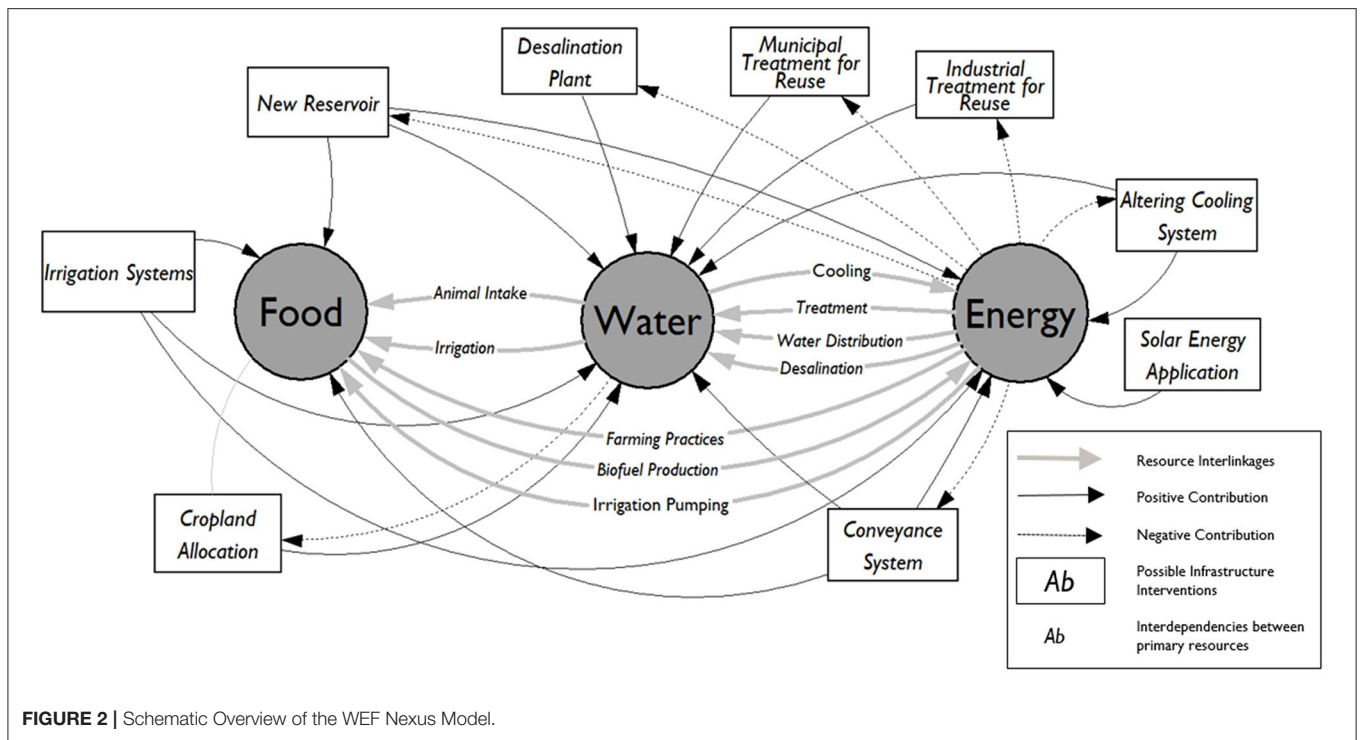 Desalination
Plant
Municipal
Treatment for
Reuse
Industrial
Treatment for
Reuse
New Reservoir
Altering Cooling
System
Irrigation Systems
Food
Water
Energy
Animal Intake
Irrigation
Cooling
Treatment
Water Distribution
Desalination
Solar Energy
Application
Farming Practices
Biofuel Production
Irrigation Pumping
Cropland
Allocation
Conveyance
System
Resource Interlinkages
Positive Contribution
Negative Contribution
Ab
Possible Infrastructure
Interventions
Ab
Interdependencies between
primary resources
FIGURE 2 | Schematic Overview of the WEF Nexus Model.